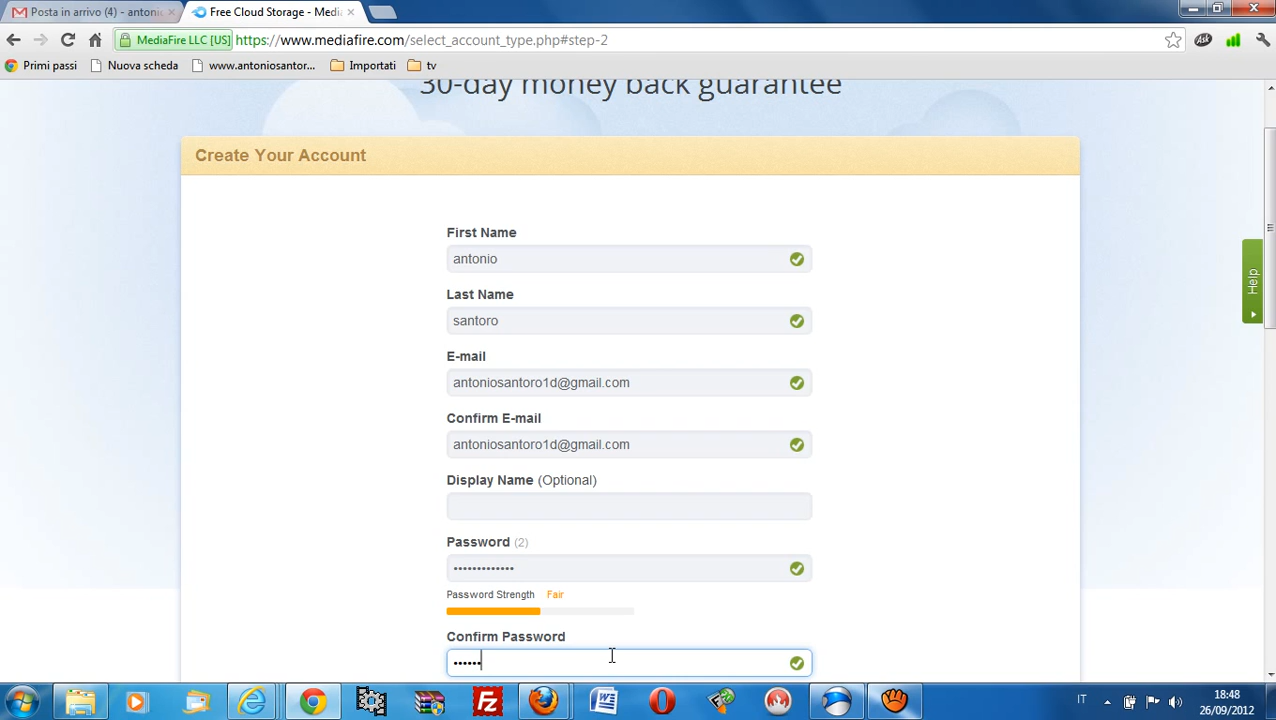 Posta in arrivo (4) - antoni
Free Cloud Storage - Media
MediaFire LLC [US]
https://www.mediafire.com/select_account_type.php#step-2
Ask
Primi passi
Nuova scheda
www.antoniosantor...
Importati
tv
30-day money back guarantee
Create Your Account
First Name
antonio
Last Name
santoro
E-mail
antoniosantoro1d@gmail.com
Confirm E-mail
antoniosantoro1d@gmail.com
Display Name (Optional)
Password (2)
•••••••••••••
Password Strength Fair
Confirm Password
••••••
Help
IT
18:48
26/09/2012